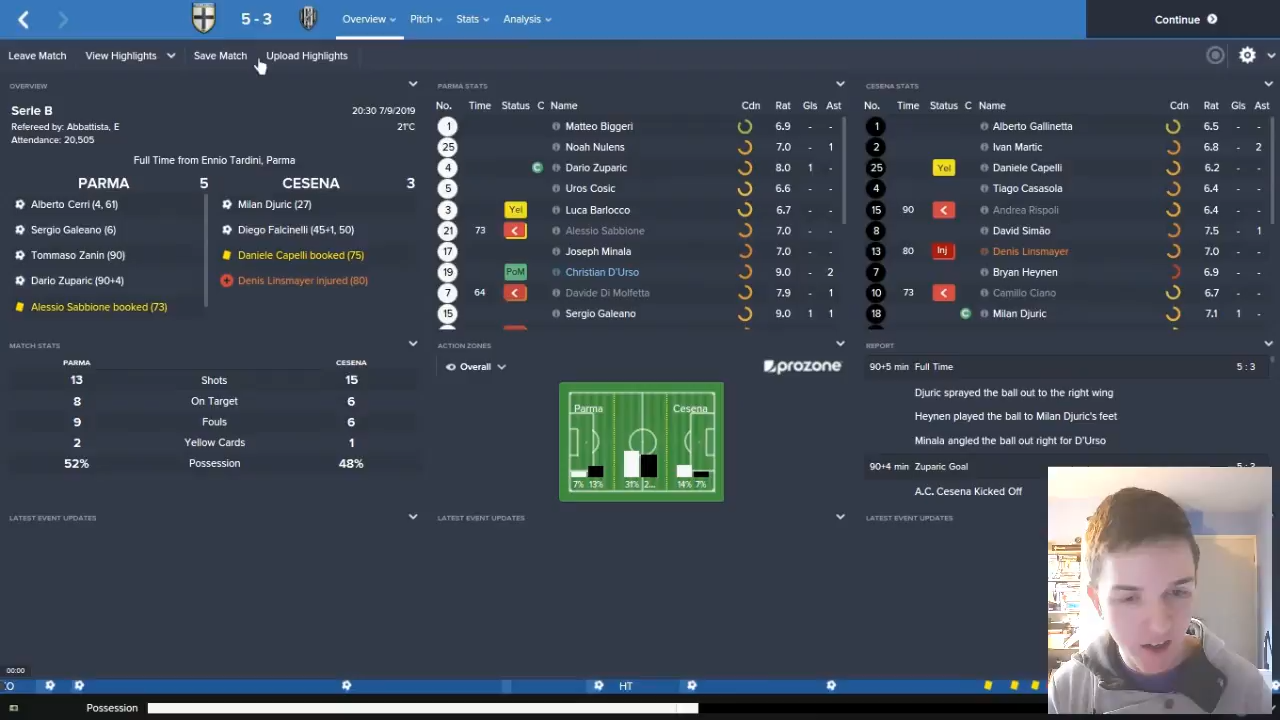 5 - 3
Overview
Pitch
Stats
Analysis
Continue
Leave Match
View Highlights
Save Match
Upload Highlights
OVERVIEW
Serie B
20:30 7/9/2019
Refereed by: Abbattista, E
21°C
Attendance: 20,505
Full Time from Ennio Tardini, Parma
PARMA 5 CESENA 3
Alberto Cerri (4, 61)
Sergio Galeano (6)
Tommaso Zanin (90)
Dario Zuparic (90+4)
Alessio Sabbione booked (73)
Milan Djuric (27)
Diego Falcinelli (45+1, 50)
Daniele Capelli booked (75)
Denis Linsmayer injured (80)
PARMA STATS
No. Time Status C Name Cdn Rat Gls Ast
1 Matteo Biggeri 6.9 - -
25 Noah Nulens 7.0 - 1
4 C Dario Zuparic 8.0 1 -
5 Uros Cosic 6.6 - -
3 Yel Luca Barlocco 6.7 - -
21 73 Alessio Sabbione 7.0 - -
17 Joseph Minala 7.0 - -
19 PoM Christian D'Urso 9.0 - 2
7 64 Davide Di Molfetta 7.9 - 1
15 Sergio Galeano 9.0 1 1
CESENA STATS
No. Time Status C Name Cdn Rat Gls Ast
1 Alberto Gallinetta 6.5 - -
2 Ivan Martic 6.8 - 2
25 Yel Daniele Capelli 6.2 - -
4 Tiago Casasola 6.4 - -
15 90 Andrea Rispoli 6.4 - -
8 David Simão 7.5 - 1
13 80 Inj Denis Linsmayer 7.0 - -
7 Bryan Heynen 6.9 - -
10 73 Camillo Ciano 6.7 - -
18 C Milan Djuric 7.1 1 -
MATCH STATS
PARMA CESENA
13 Shots 15
8 On Target 6
9 Fouls 6
2 Yellow Cards 1
52% Possession 48%
ACTION ZONES
Overall
prozone
Parma Cesena
7% 13% 31% 2... 14% 7%
REPORT
90+5 min Full Time 5 : 3
Djuric sprayed the ball out to the right wing
Heynen played the ball to Milan Djuric's feet
Minala angled the ball out right for D'Urso
90+4 min Zuparic Goal
A.C. Cesena Kicked Off
LATEST EVENT UPDATES
LATEST EVENT UPDATES
LATEST EVENT UPDATES
00:00
HT
Possession